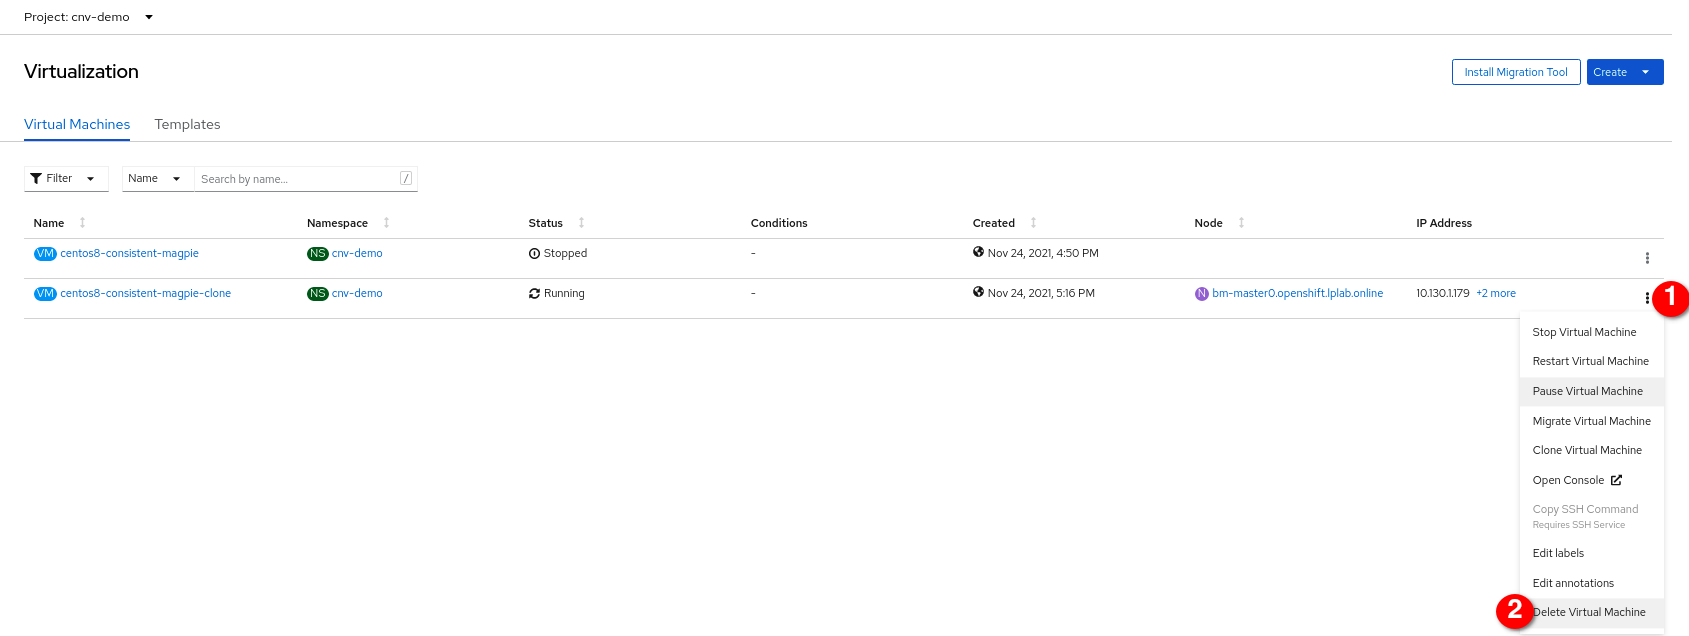 Project: cnv-demo
Virtualization
Install Migration Tool Create
Virtual Machines Templates
Filter Name Search by name... /
Name Namespace Status Conditions Created Node IP Address
VM centos8-consistent-magpie NS cnv-demo Stopped - Nov 24, 2021, 4:50 PM
VM centos8-consistent-magpie-clone NS cnv-demo Running - Nov 24, 2021, 5:16 PM N bm-master0.openshift.lplab.online 10.130.1.179 +2 more
1
Stop Virtual Machine
Restart Virtual Machine
Pause Virtual Machine
Migrate Virtual Machine
Clone Virtual Machine
Open Console
Copy SSH Command
Requires SSH Service
Edit labels
Edit annotations
2 Delete Virtual Machine